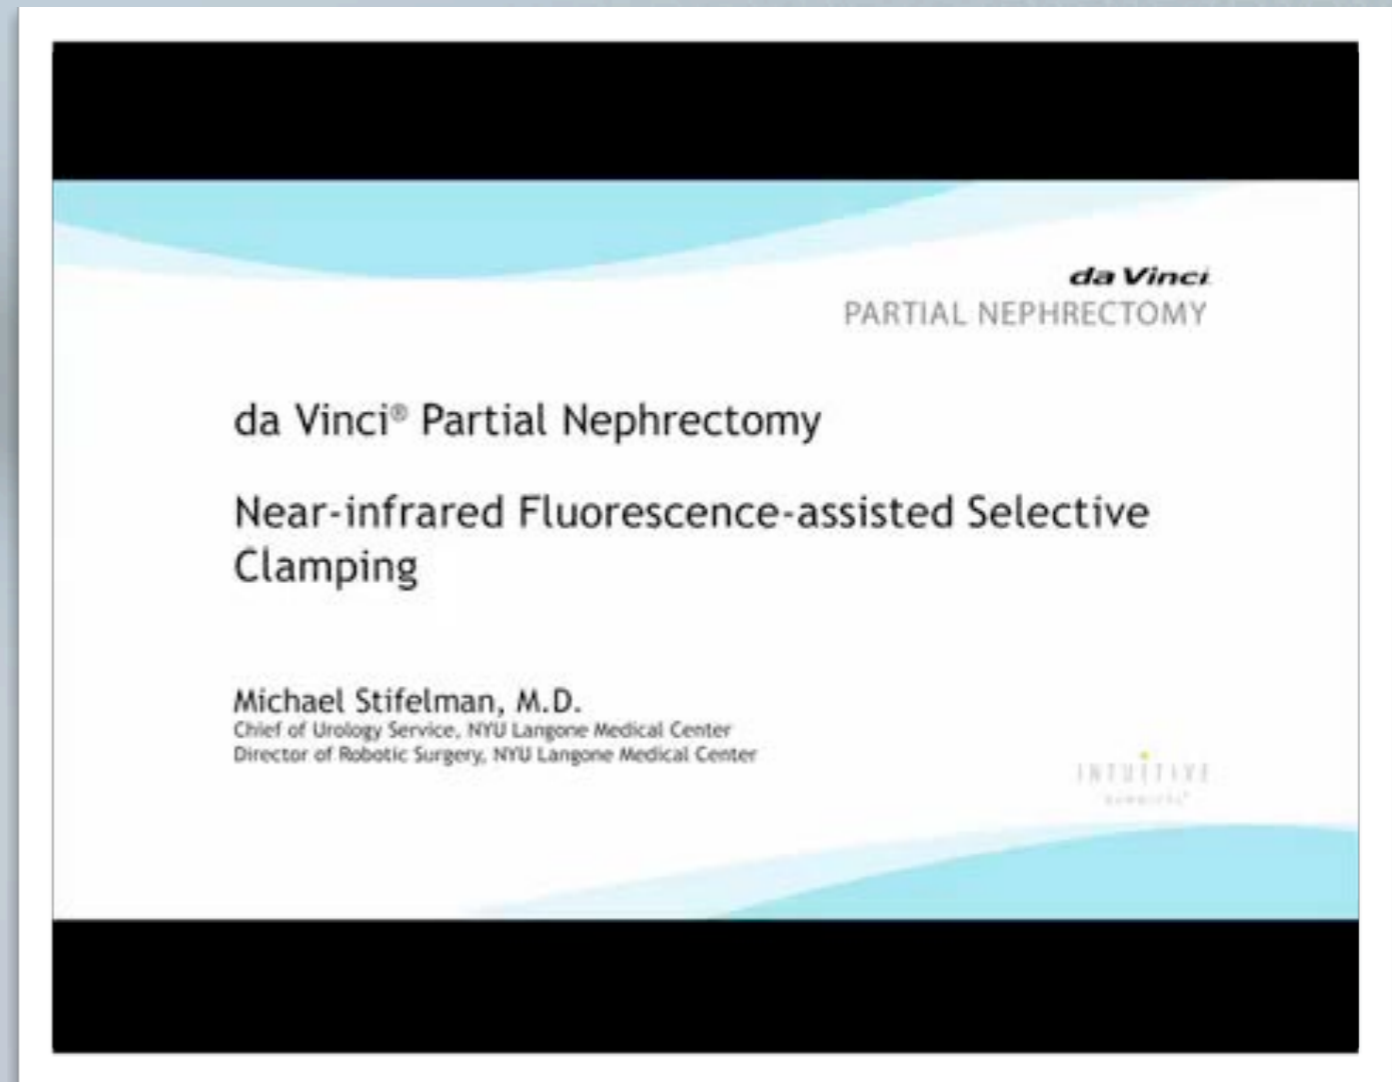 da Vinci
PARTIAL NEPHRECTOMY
da Vinci® Partial Nephrectomy
Near-infrared Fluorescence-assisted Selective
Clamping
Michael Stifelman, M.D.
Chief of Urology Service, NYU Langone Medical Center
Director of Robotic Surgery, NYU Langone Medical Center
INTUITIVE